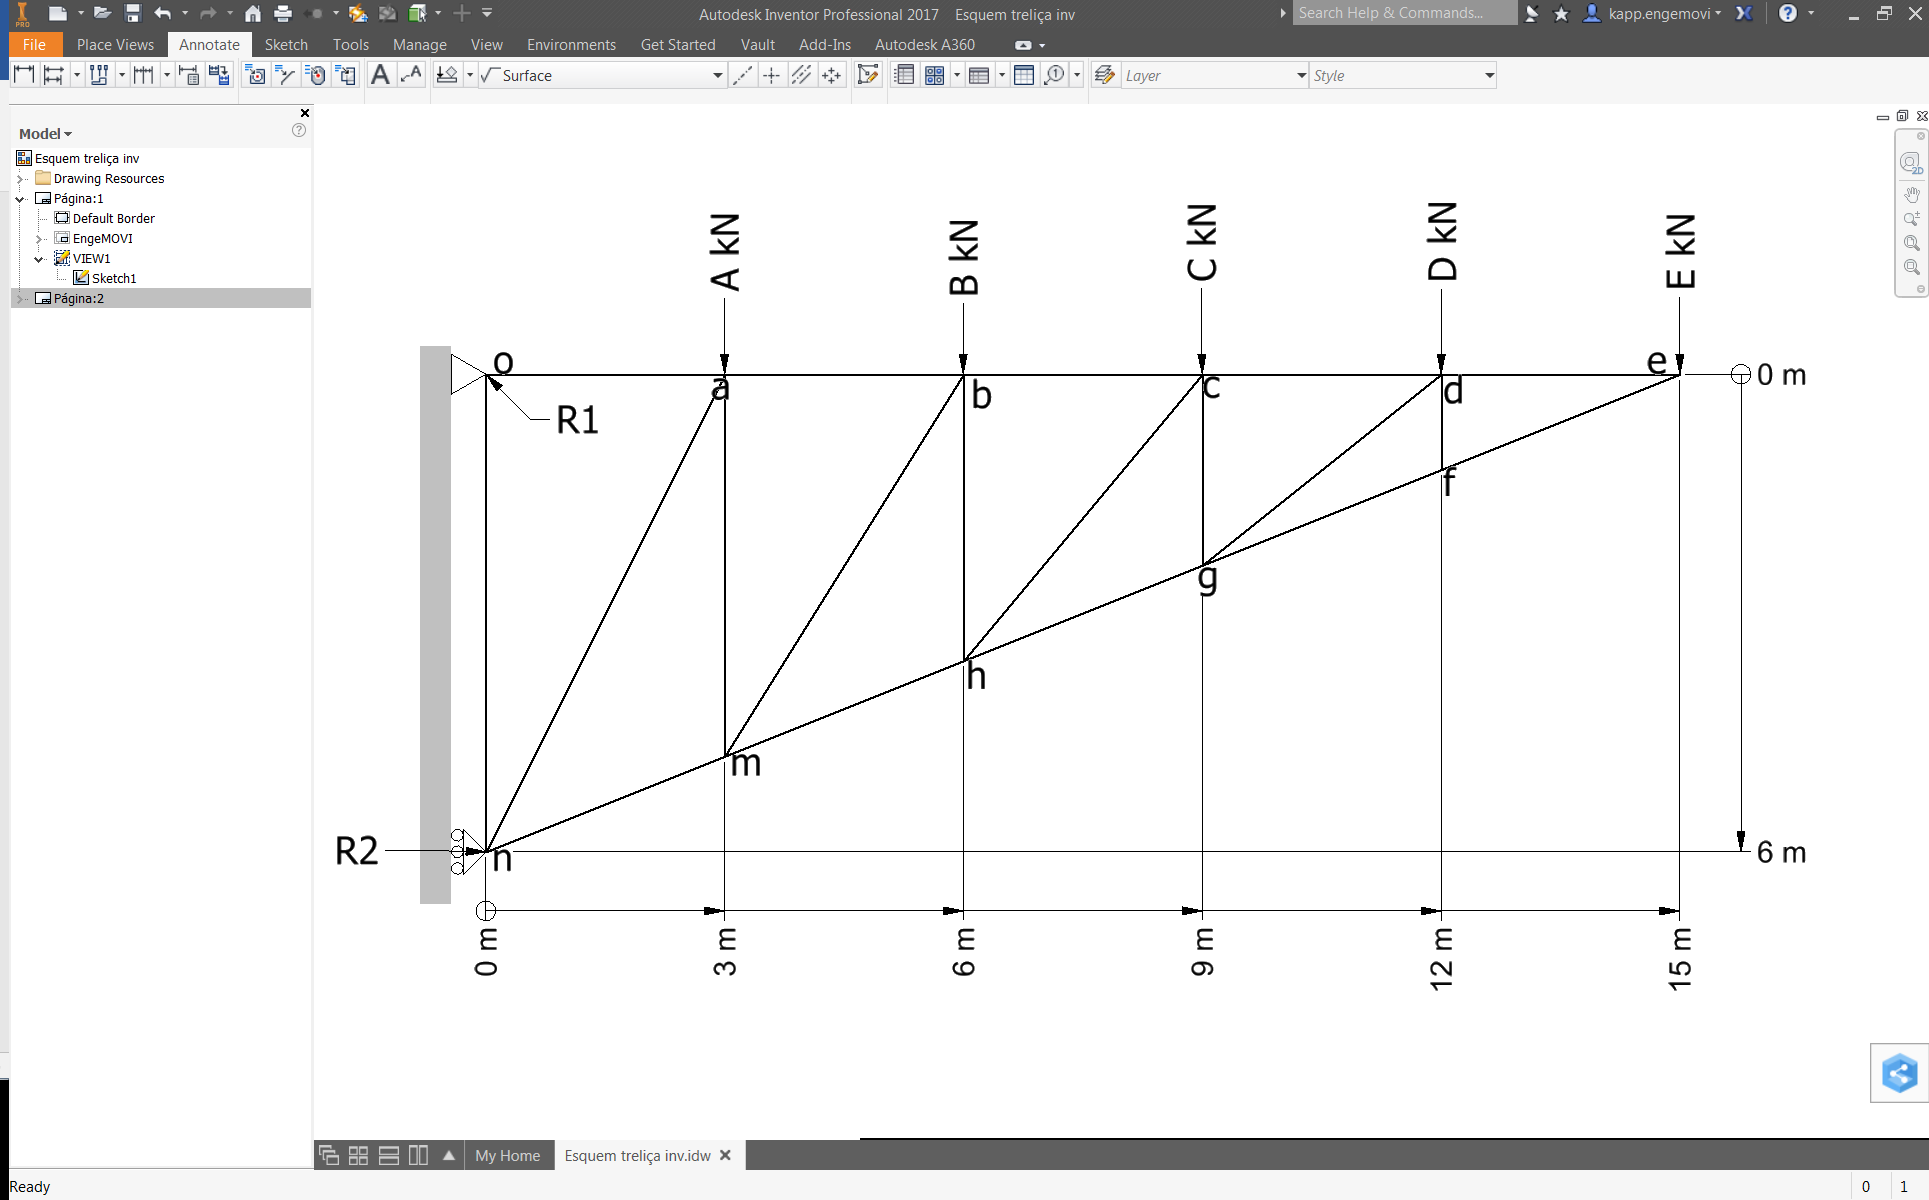 Autodesk Inventor Professional 2017 Esquem treliça inv
Search Help & Commands...
kapp.engemovi
PRO
File Place Views Annotate Sketch Tools Manage View Environments Get Started Vault Add-Ins Autodesk A360
Surface
Layer
Style
Model
Esquem treliça inv
Drawing Resources
Página:1
Default Border
EngeMOVI
VIEW1
Sketch1
Página:2
2D
A kN
B kN
C kN
D kN
E kN
o
a
b
c
d
e
0 m
R1
f
g
h
m
R2
n
6 m
0 m
3 m
6 m
9 m
12 m
15 m
My Home
Esquem treliça inv.idw
Ready
0 1